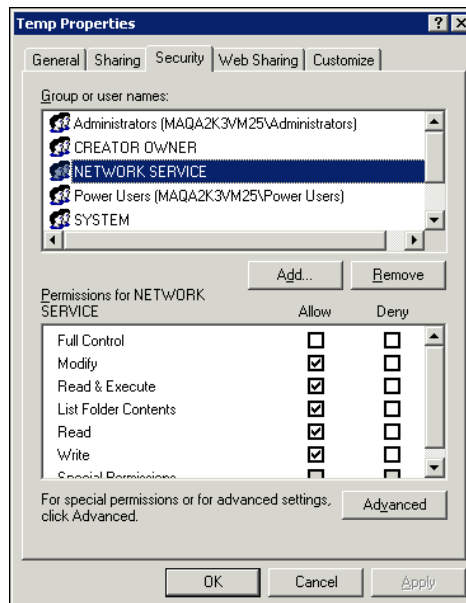 Temp Properties
General Sharing Security Web Sharing Customize
Group or user names:
Administrators (MAQA2K3VM25\Administrators)
CREATOR OWNER
NETWORK SERVICE
Power Users (MAQA2K3VM25\Power Users)
SYSTEM
Add... Remove
Permissions for NETWORK
SERVICE Allow Deny
Full Control
Modify
Read & Execute
List Folder Contents
Read
Write
Special Permissions
For special permissions or for advanced settings,
click Advanced.
Advanced
OK Cancel Apply